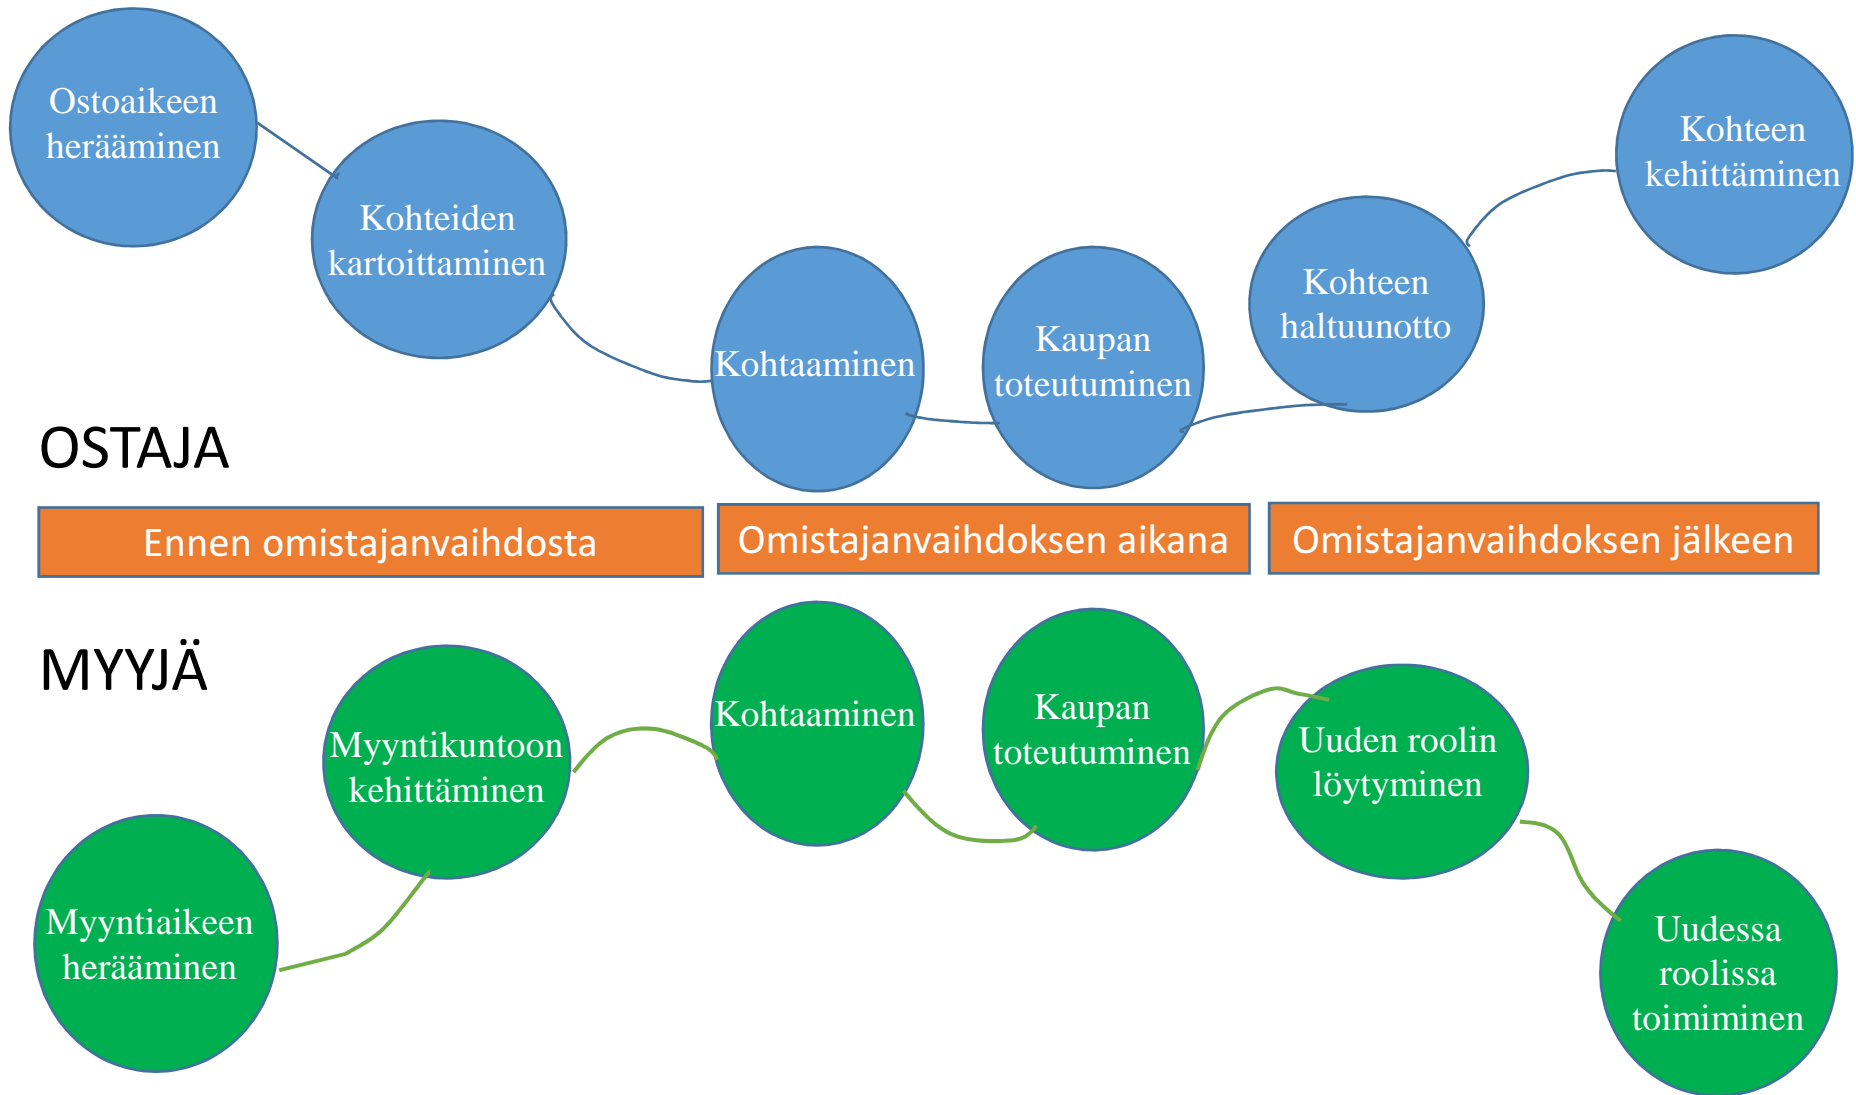 Ostoaikeen
herääminen
Kohteiden
kartoittaminen
Kohtaaminen
Kaupan
toteutuminen
Kohteen
haltuunotto
Kohteen
kehittäminen
OSTAJA
Ennen omistajanvaihdosta
Omistajanvaihdoksen aikana
Omistajanvaihdoksen jälkeen
MYYJÄ
Myyntiaikeen
herääminen
Myyntikuntoon
kehittäminen
Kohtaaminen
Kaupan
toteutuminen
Uuden roolin
löytyminen
Uudessa
roolissa
toimiminen